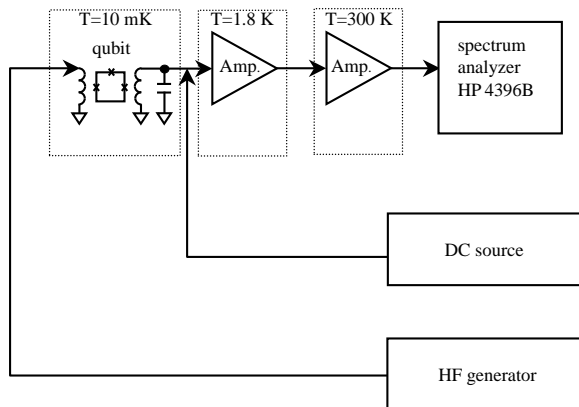 T=10 mK
T=1.8 K
T=300 K
qubit
Amp.
Amp.
spectrum
analyzer
HP 4396B
DC source
HF generator